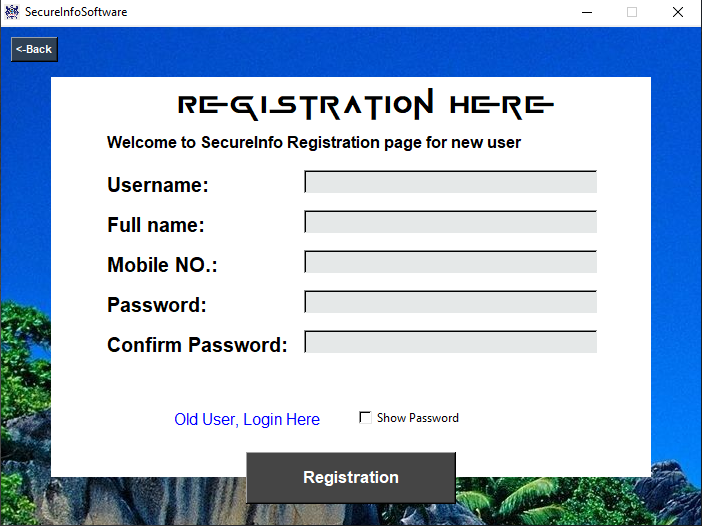 SecureInfoSoftware
<-Back
REGISTRATION HERE
Welcome to SecureInfo Registration page for new user
Username:
Full name:
Mobile NO.:
Password:
Confirm Password:
Old User, Login Here
Show Password
Registration